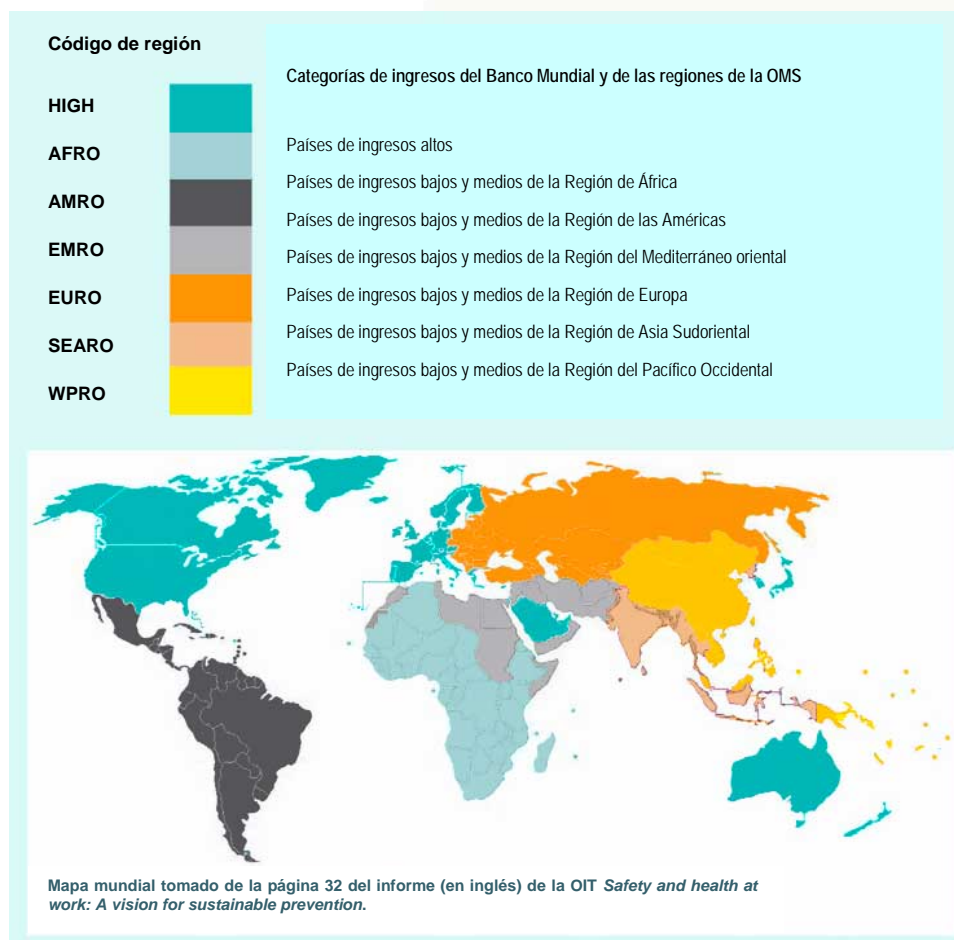 Código de región
Categorías de ingresos del Banco Mundial y de las regiones de la OMS
HIGH
Países de ingresos altos
AFRO
Países de ingresos bajos y medios de la Región de África
AMRO
Países de ingresos bajos y medios de la Región de las Américas
EMRO
Países de ingresos bajos y medios de la Región del Mediterráneo oriental
EURO
Países de ingresos bajos y medios de la Región de Europa
SEARO
Países de ingresos bajos y medios de la Región de Asia Sudoriental
WPRO
Países de ingresos bajos y medios de la Región del Pacífico Occidental
Mapa mundial tomado de la página 32 del informe (en inglés) de la OIT Safety and health at
work: A vision for sustainable prevention.